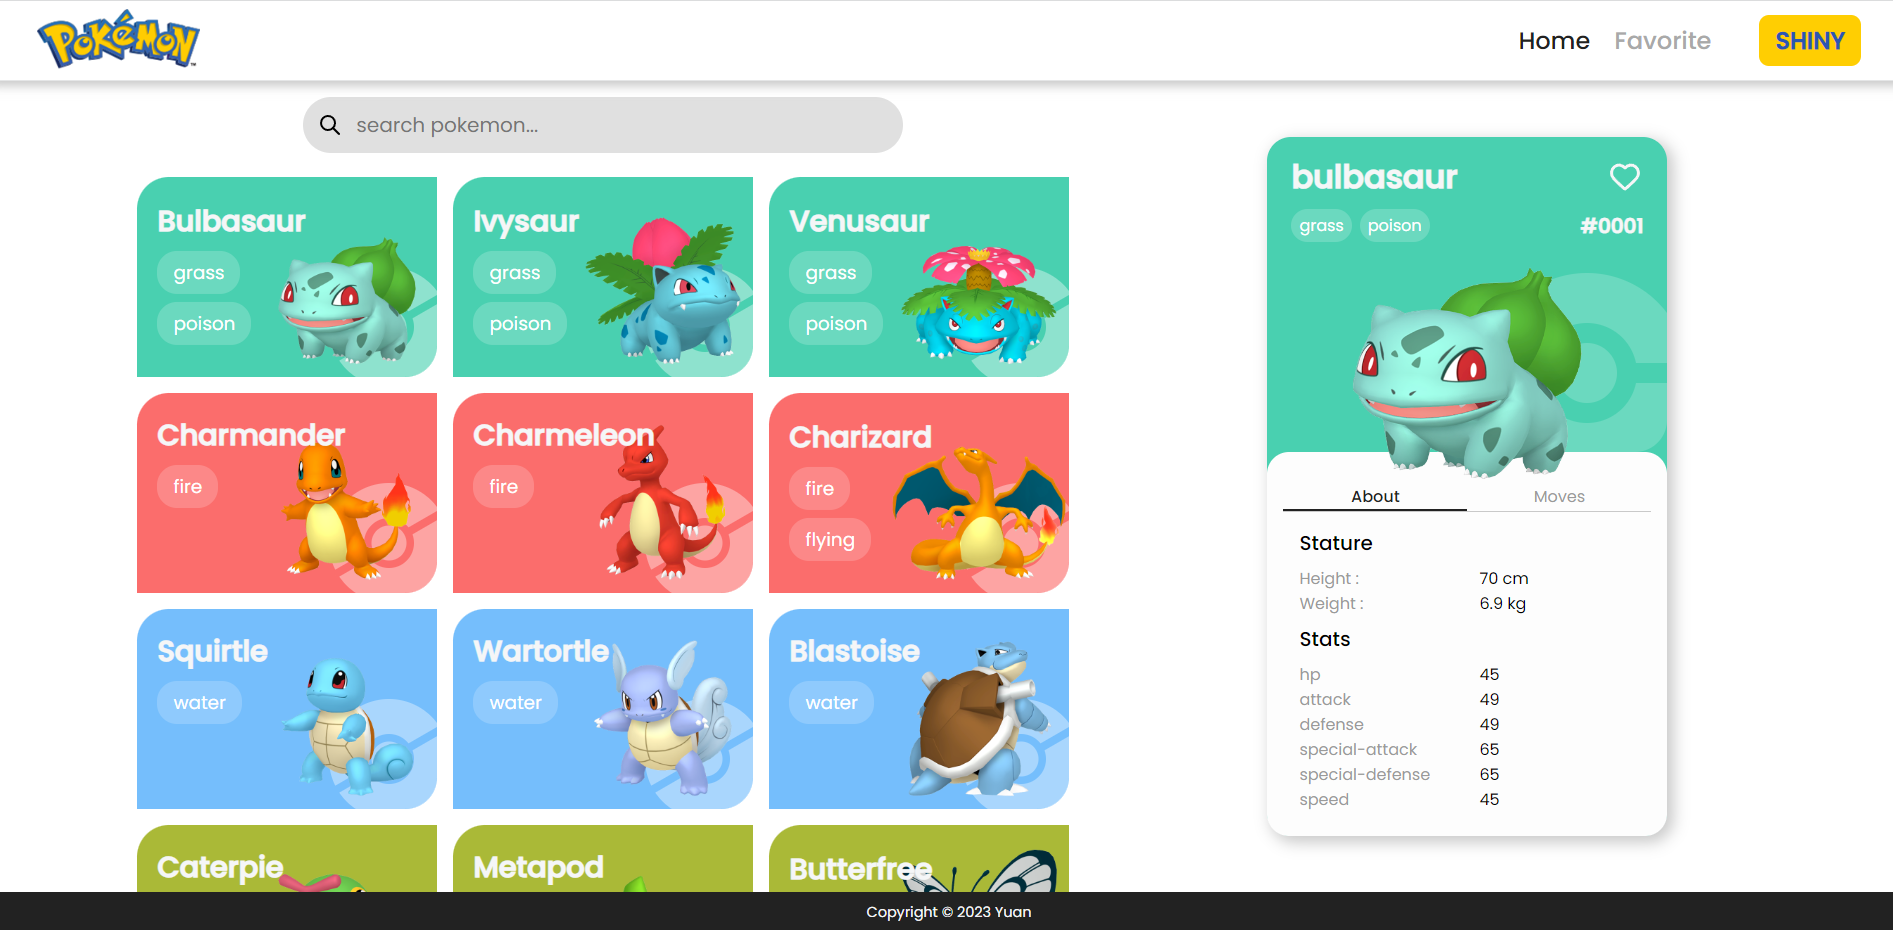 POKéMON
TM
Home Favorite SHINY
search pokemon...
Bulbasaur
grass
poison
Ivysaur
grass
poison
Venusaur
grass
poison
Charmander
fire
Charmeleon
fire
Charizard
fire
flying
Squirtle
water
Wartortle
water
Blastoise
water
Caterpie
Metapod
Butterfree
bulbasaur
grass poison #0001
About Moves
Stature
Height : 70 cm
Weight : 6.9 kg
Stats
hp 45
attack 49
defense 49
special-attack 65
special-defense 65
speed 45
Copyright © 2023 Yuan